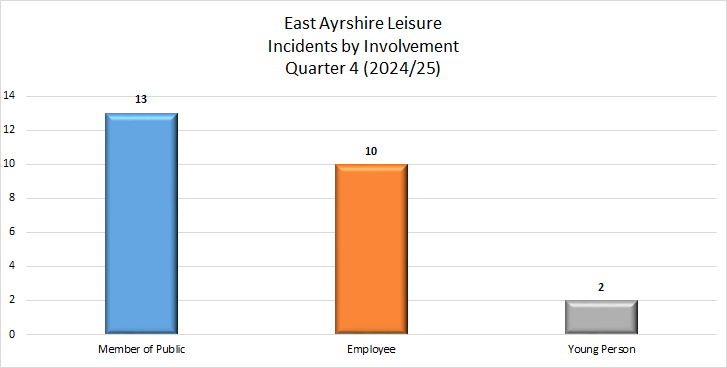 East Ayrshire Leisure
Incidents by Involvement
Quarter 4 (2024/25)
14
12
10
8
6
4
2
0
13
10
2
Member of Public
Employee
Young Person